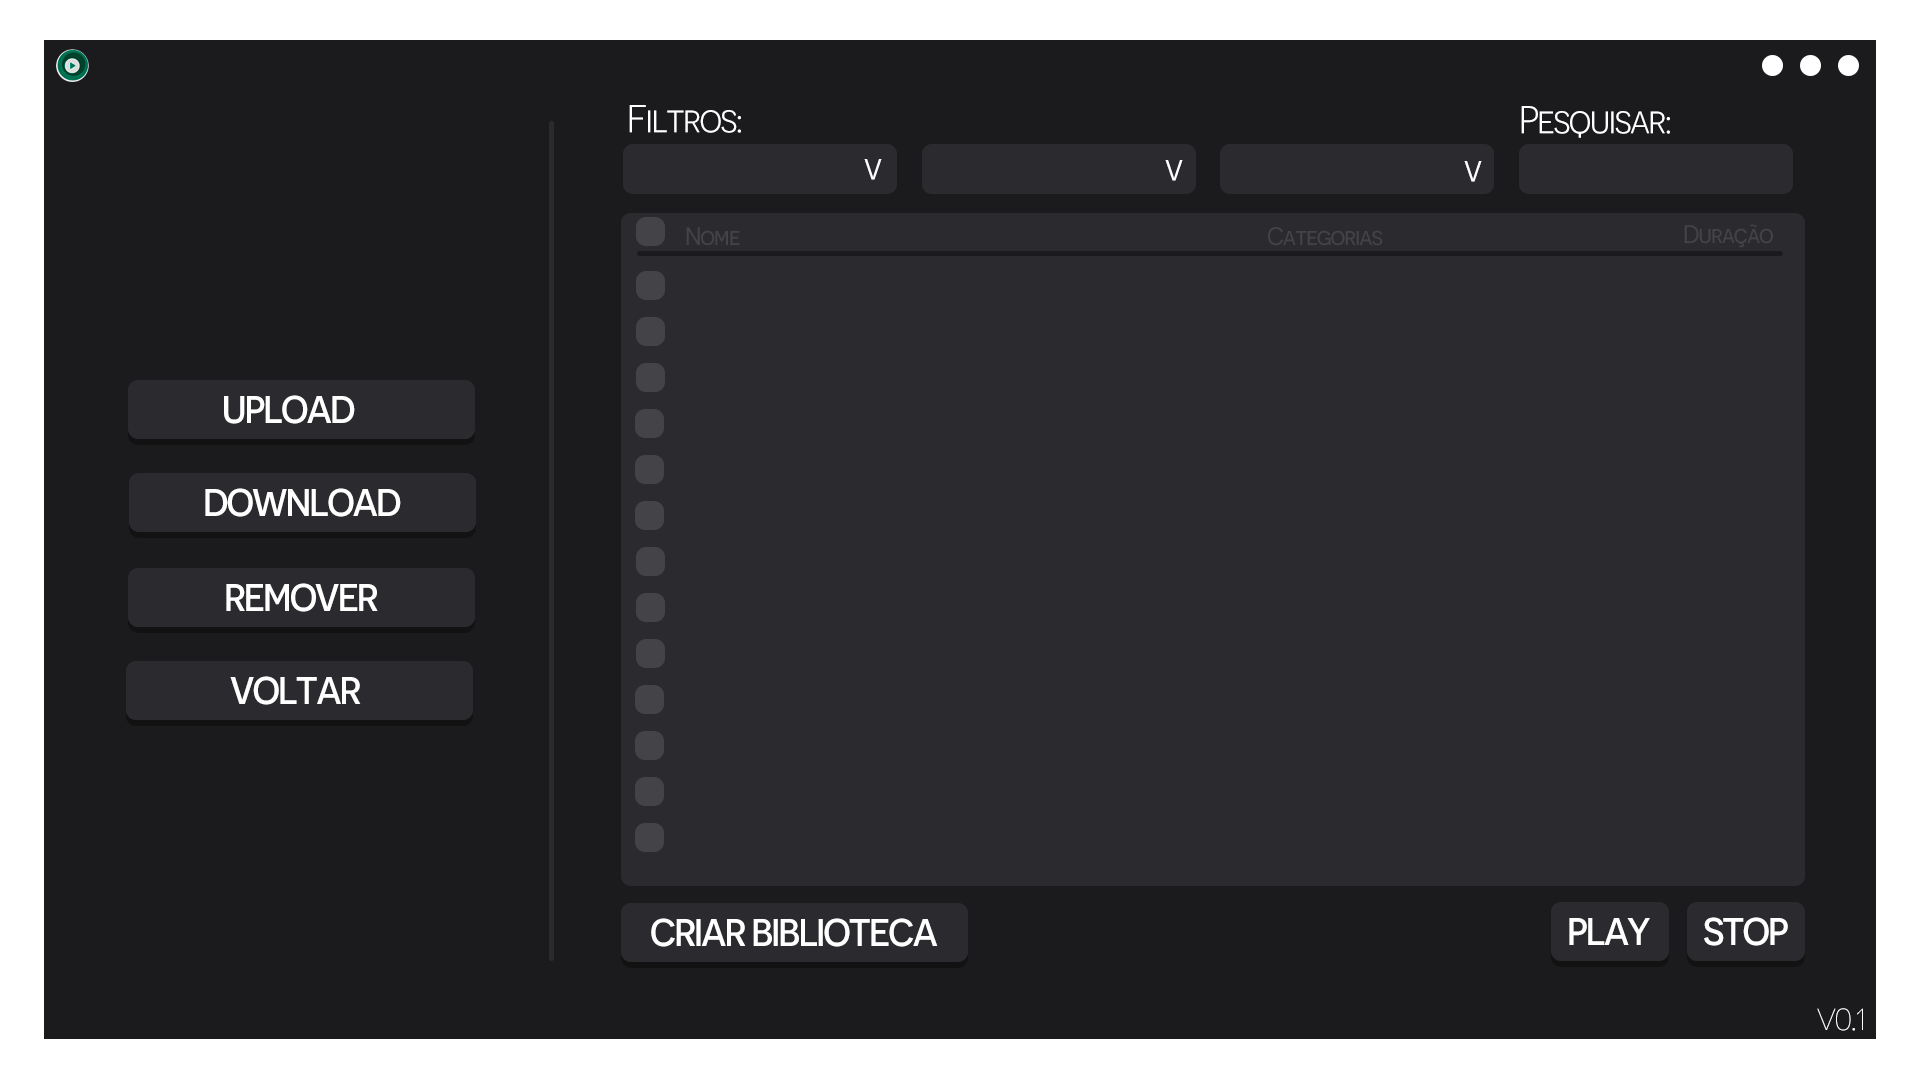 FILTROS:
PESQUISAR:
V
V
V
NOME
CATEGORIAS
DURAÇÃO
UPLOAD
DOWNLOAD
REMOVER
VOLTAR
CRIAR BIBLIOTECA
PLAY
STOP
V0.1